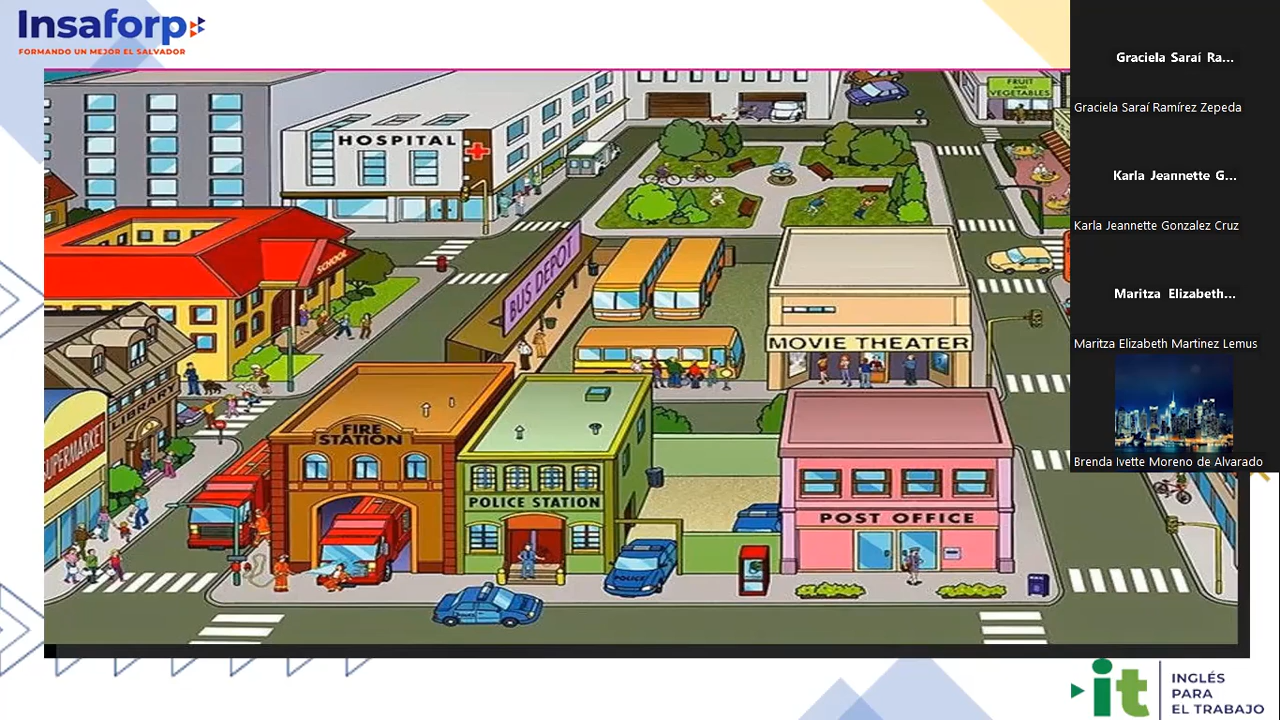 Insaforp
FORMANDO UN MEJOR EL SALVADOR
HOSPITAL
FRUIT
AND
VEGETABLES
SCHOOL
BUS DEPOT
MOVIE THEATER
LIBRARY
SUPERMARKET
FIRE
STATION
POLICE STATION
POLICE
POST OFFICE
Graciela Saraí Ra...
Graciela Saraí Ramírez Zepeda
Karla Jeannette G...
Karla Jeannette Gonzalez Cruz
Maritza Elizabeth...
Maritza Elizabeth Martinez Lemus
Brenda Ivette Moreno de Alvarado
it
INGLÉS
PARA
EL TRABAJO